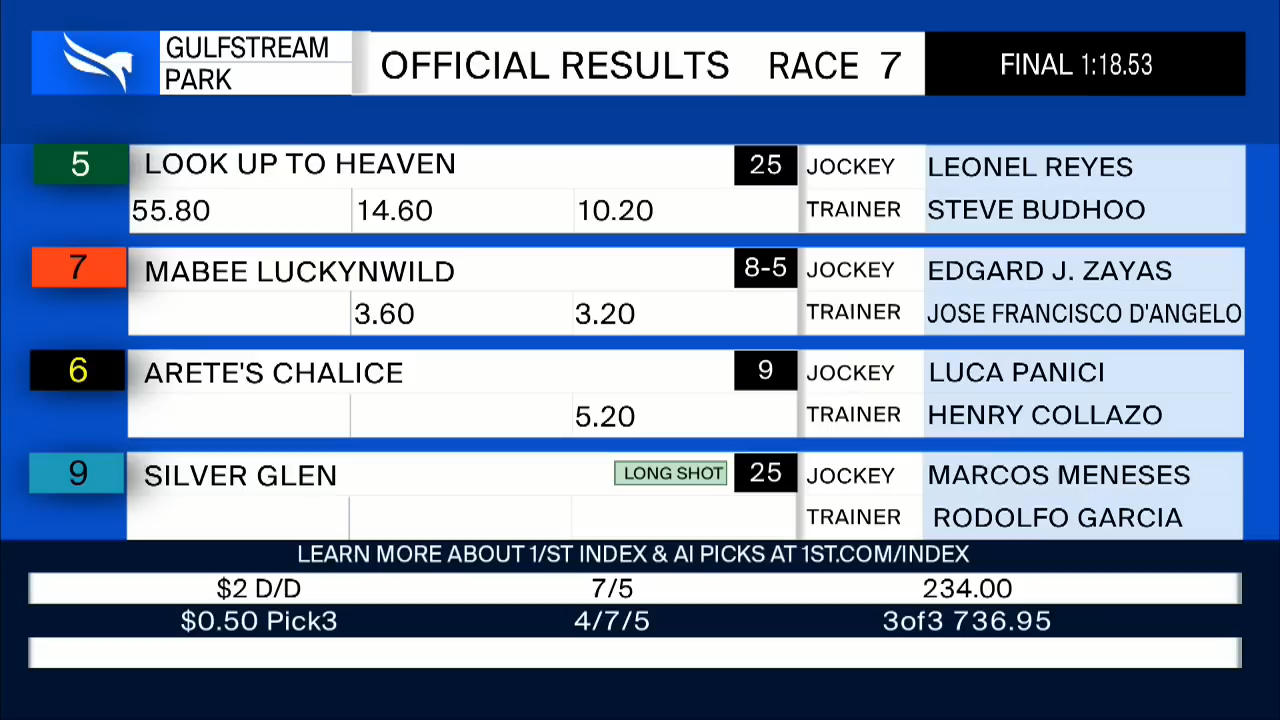 GULFSTREAM
PARK
OFFICIAL RESULTS RACE 7
FINAL 1:18.53
5 LOOK UP TO HEAVEN 25 JOCKEY LEONEL REYES
55.80 14.60 10.20 TRAINER STEVE BUDHOO
7 MABEE LUCKYNWILD 8-5 JOCKEY EDGARD J. ZAYAS
3.60 3.20 TRAINER JOSE FRANCISCO D'ANGELO
6 ARETE'S CHALICE 9 JOCKEY LUCA PANICI
5.20 TRAINER HENRY COLLAZO
9 SILVER GLEN LONG SHOT 25 JOCKEY MARCOS MENESES
TRAINER RODOLFO GARCIA
LEARN MORE ABOUT 1/ST INDEX & AI PICKS AT 1ST.COM/INDEX
$2 D/D 7/5 234.00
$0.50 Pick3 4/7/5 3of3 736.95